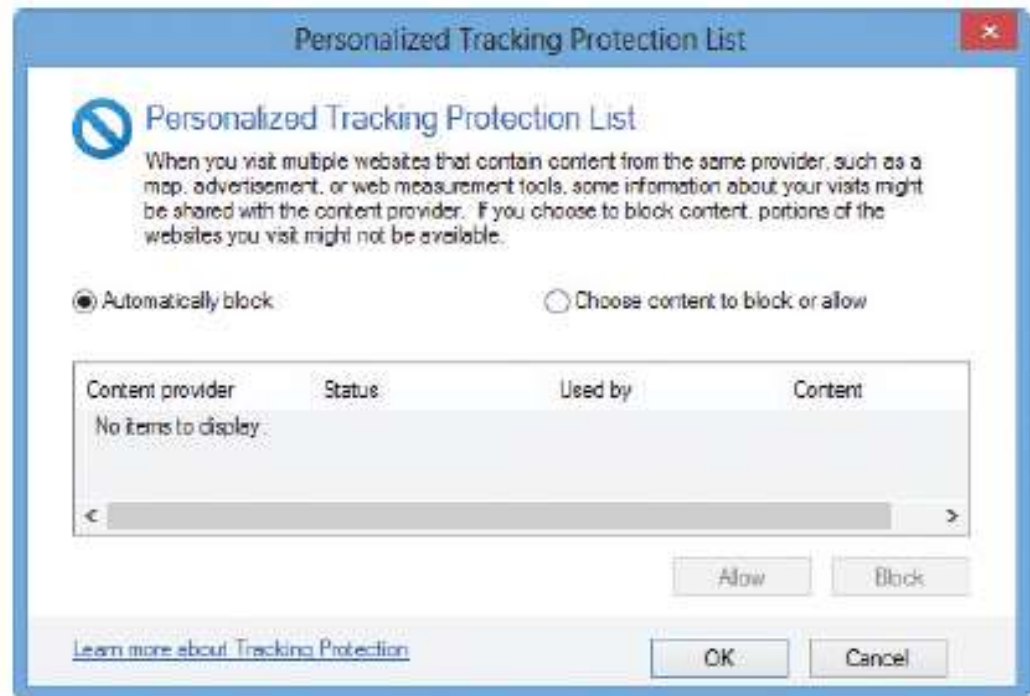 Personalized Tracking Protection List
Personalized Tracking Protection List
When you visit multiple websites that contain content from the same provider, such as a
map, advertisement, or web measurement tools, some information about your visits might
be shared with the content provider. If you choose to block content, portions of the
websites you visit might not be available.
Automatically block
Choose content to block or allow
Content provider Status Used by Content
No items to display.
Allow Block
Learn more about Tracking Protection
OK Cancel